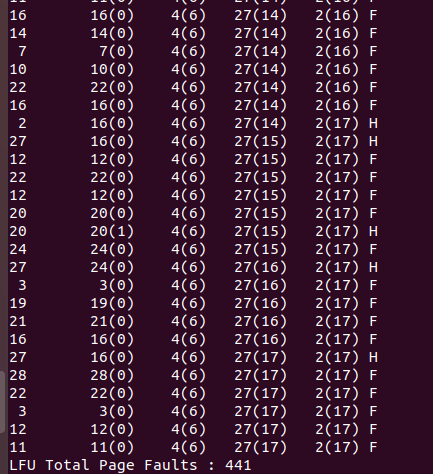 16 16(0) 4(6) 27(14) 2(16) F
14 14(0) 4(6) 27(14) 2(16) F
7 7(0) 4(6) 27(14) 2(16) F
10 10(0) 4(6) 27(14) 2(16) F
22 22(0) 4(6) 27(14) 2(16) F
16 16(0) 4(6) 27(14) 2(16) F
2 16(0) 4(6) 27(14) 2(17) H
27 16(0) 4(6) 27(15) 2(17) H
12 12(0) 4(6) 27(15) 2(17) F
22 22(0) 4(6) 27(15) 2(17) F
12 12(0) 4(6) 27(15) 2(17) F
20 20(0) 4(6) 27(15) 2(17) F
20 20(1) 4(6) 27(15) 2(17) H
24 24(0) 4(6) 27(15) 2(17) F
27 24(0) 4(6) 27(16) 2(17) H
3 3(0) 4(6) 27(16) 2(17) F
19 19(0) 4(6) 27(16) 2(17) F
21 21(0) 4(6) 27(16) 2(17) F
16 16(0) 4(6) 27(16) 2(17) F
27 16(0) 4(6) 27(17) 2(17) H
28 28(0) 4(6) 27(17) 2(17) F
22 22(0) 4(6) 27(17) 2(17) F
3 3(0) 4(6) 27(17) 2(17) F
12 12(0) 4(6) 27(17) 2(17) F
11 11(0) 4(6) 27(17) 2(17) F
LFU Total Page Faults : 441